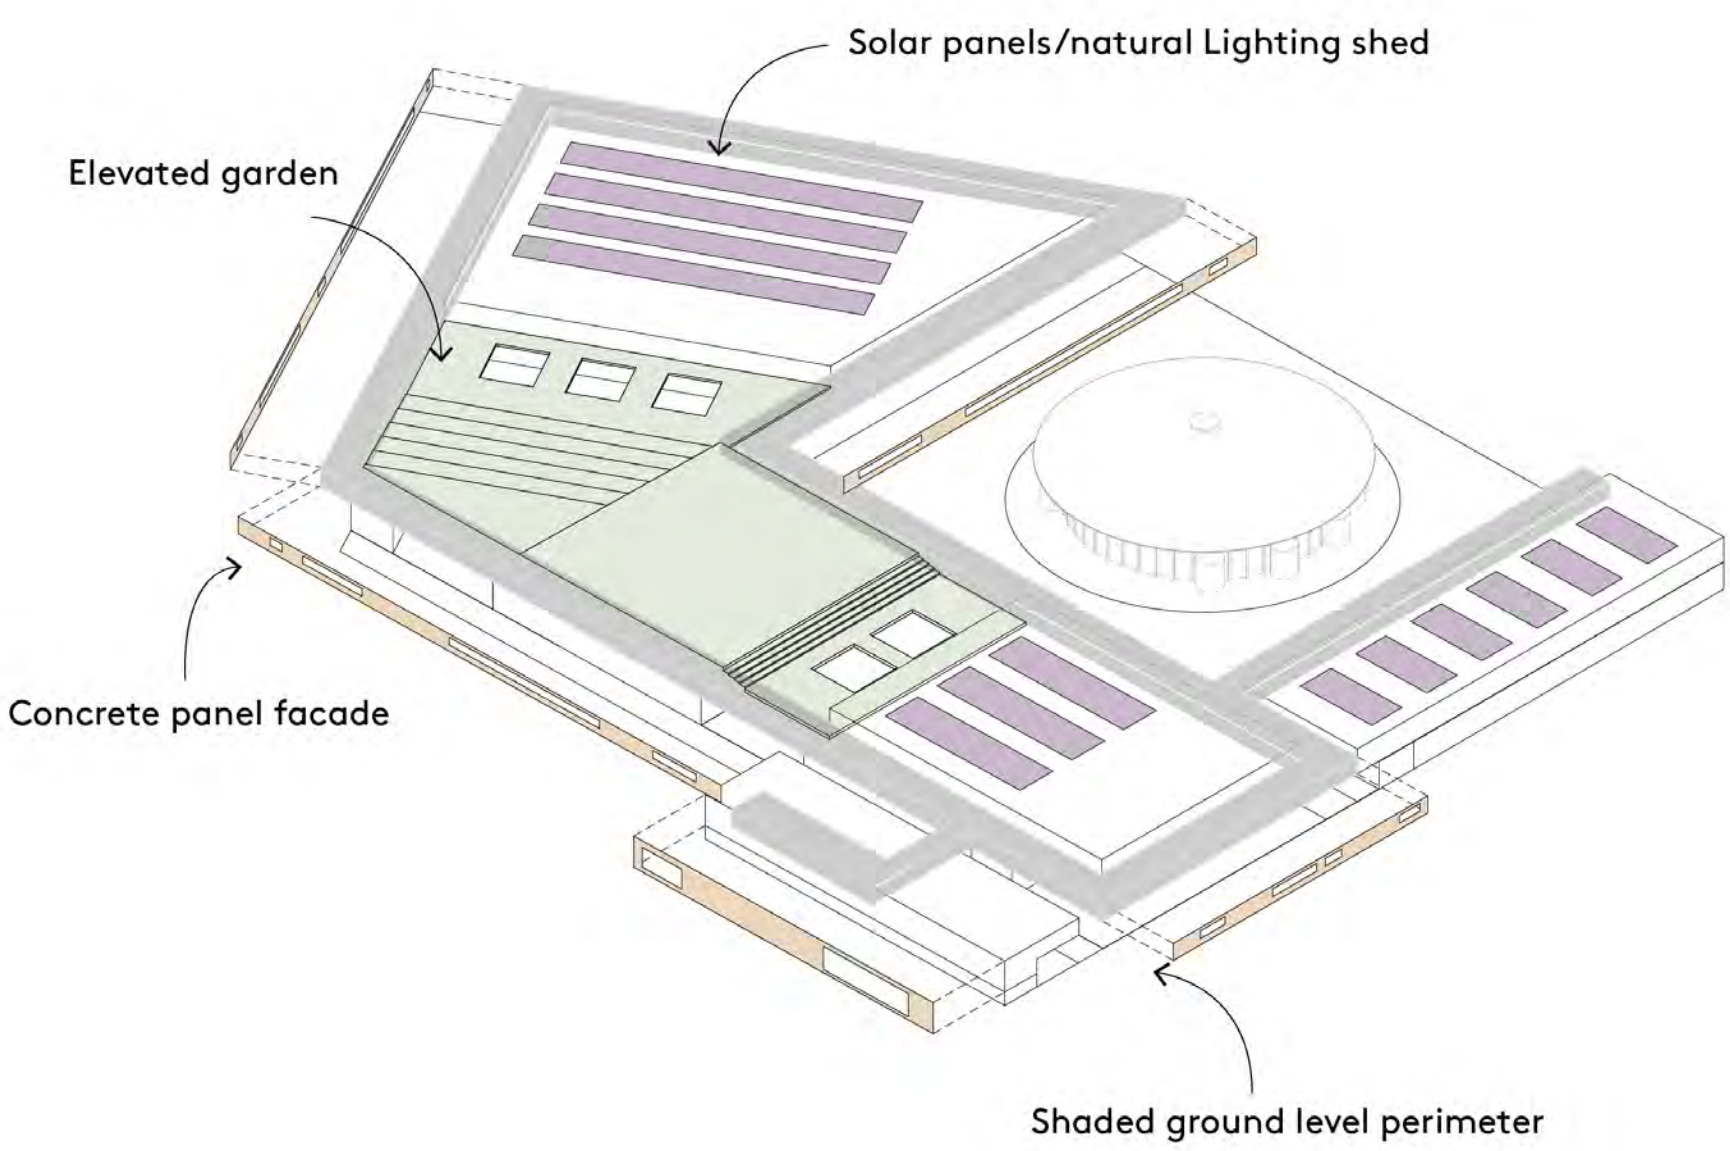 Solar panels/natural Lighting shed
Elevated garden
Concrete panel facade
Shaded ground level perimeter